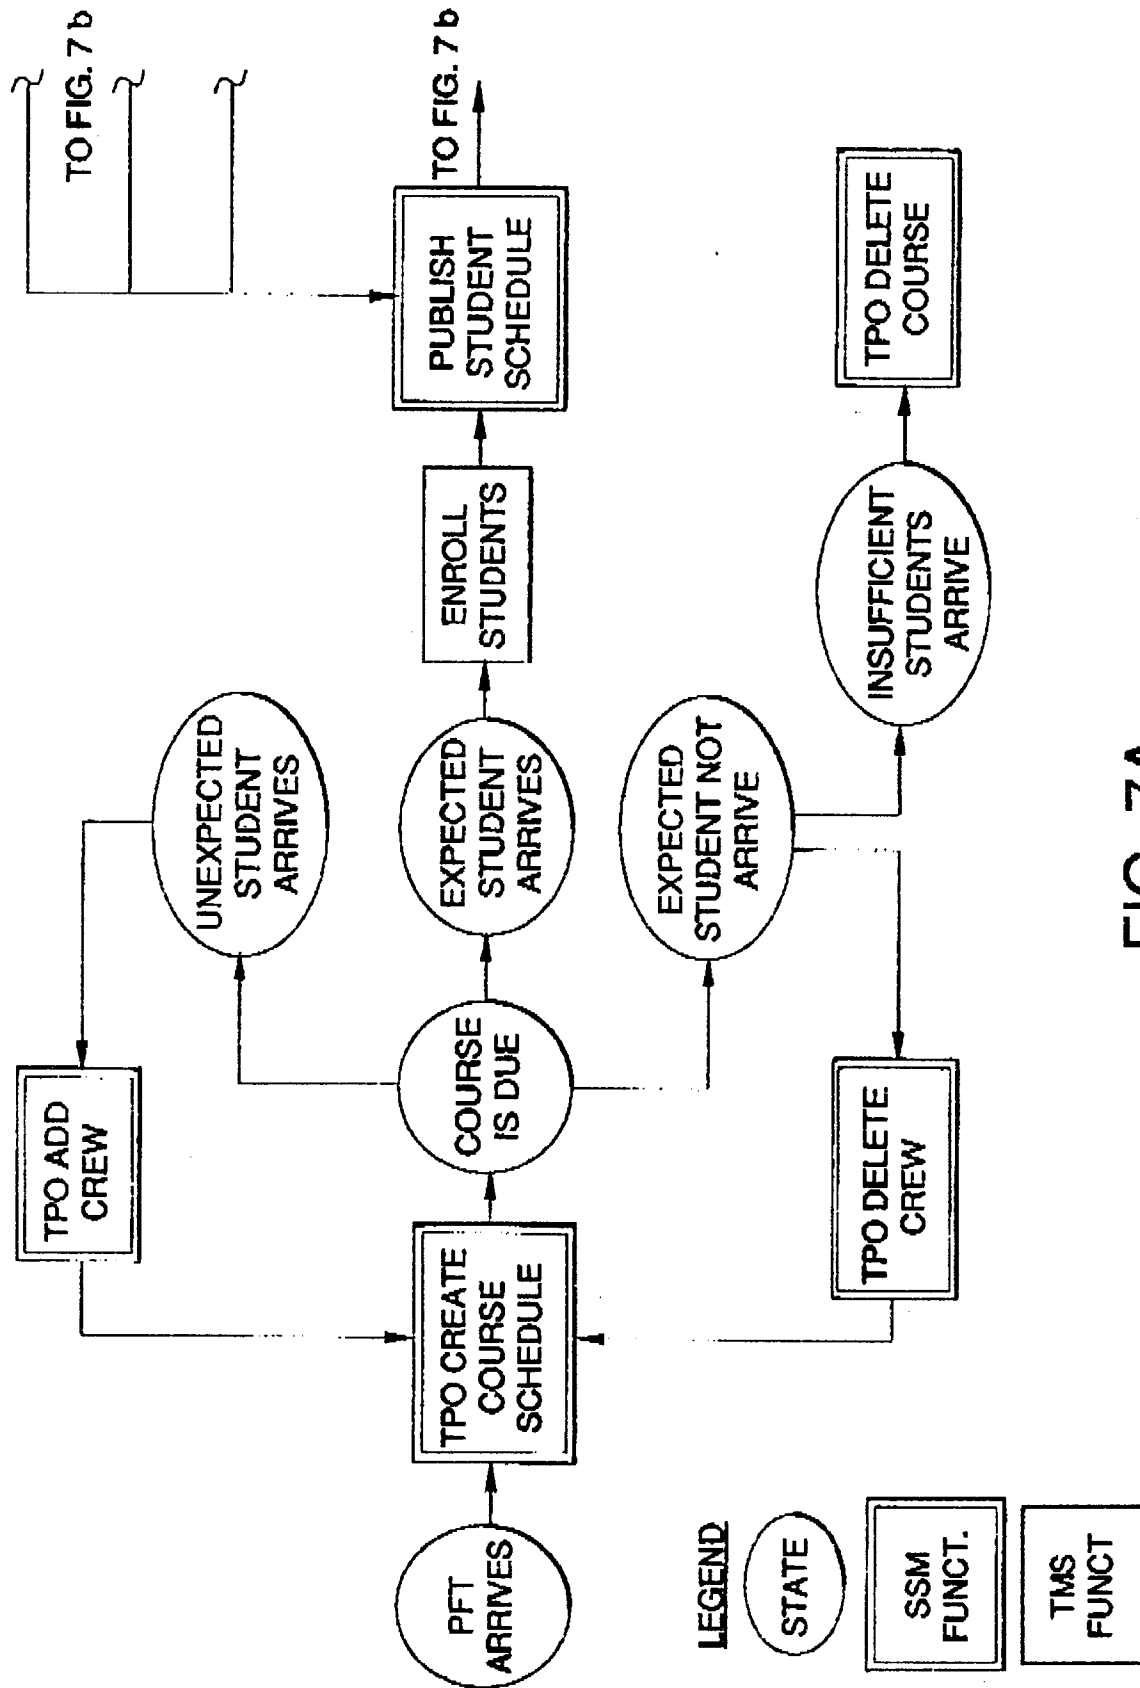 PFT
ARRIVES
TPO CREATE
COURSE
SCHEDULE
TPO ADD
CREW
COURSE
IS DUE
TPO DELETE
CREW
UNEXPECTED
STUDENT
ARRIVES
EXPECTED
STUDENT
ARRIVES
EXPECTED
STUDENT NOT
ARRIVE
ENROLL
STUDENTS
INSUFFICIENT
STUDENTS
ARRIVE
PUBLISH
STUDENT
SCHEDULE
TPO DELETE
COURSE
TO FIG. 7b
TO FIG. 7b
LEGEND
STATE
SSM
FUNCT.
TMS
FUNCT
FIG. 7A